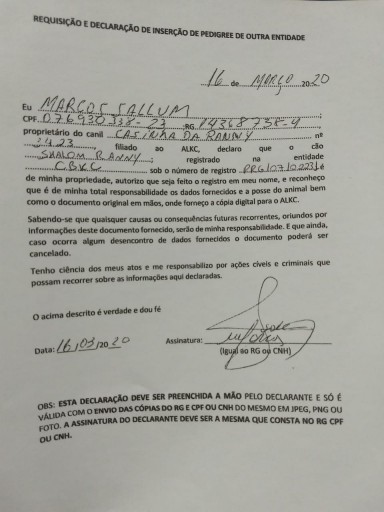 REQUISIÇÃO E DECLARAÇÃO DE INSERÇÃO DE PEDIGREE DE OUTRA ENTIDADE
16 de MARÇO 2020
Eu MARCOS SALLUM
CPF. 076930338-23 RG. 14368738-9
proprietário do canil CASINHA DA RANNY nº
2423, filiado ao ALKC, declaro que o cão
SHALOM RANNY registrado na entidade
CBKC sob o número de registro PRG/07/02231 é
de minha propriedade, autorizo que seja feito o registro em meu nome, e reconheço
que é de minha total responsabilidade os dados fornecidos e a posse do animal bem
como o documento original em mãos, onde forneço a cópia digital para o ALKC.
Sabendo-se que quaisquer causas ou consequências futuras recorrentes, oriundos por
informações deste documento fornecido, serão de minha responsabilidade. E que ainda,
caso ocorra algum desencontro de dados fornecidos o documento poderá ser
cancelado.
Tenho ciência dos meus atos e me responsabilizo por ações cíveis e criminais que
possam recorrer sobre as informações aqui declaradas.
O acima descrito é verdade e dou fé
Data: 16/03/2020 Assinatura:
(Igual ao RG ou CNH)
OBS: ESTA DECLARAÇÃO DEVE SER PREENCHIDA A MÃO PELO DECLARANTE E SÓ É
VÁLIDA COM O ENVIO DAS CÓPIAS DO RG E CPF OU CNH DO MESMO EM JPEG, PNG OU
FOTO. A ASSINATURA DO DECLARANTE DEVE SER A MESMA QUE CONSTA NO RG CPF
OU CNH.